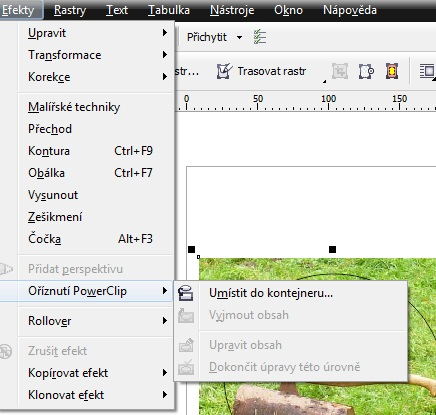 Efekty Rastry Text Tabulka Nástroje Okno Nápověda
Přichytit
str... Trasovat rastr
0 50 100 150
Upravit
Transformace
Korekce
Malířské techniky
Přechod
Kontura Ctrl+F9
Obálka Ctrl+F7
Vysunout
Zešikmení
Čočka Alt+F3
Přidat perspektivu
Oříznutí PowerClip
Umístit do kontejneru...
Vyjmout obsah
Rollover
Upravit obsah
Zrušit efekt
Dokončit úpravy této úrovně
Kopírovat efekt
Klonovat efekt